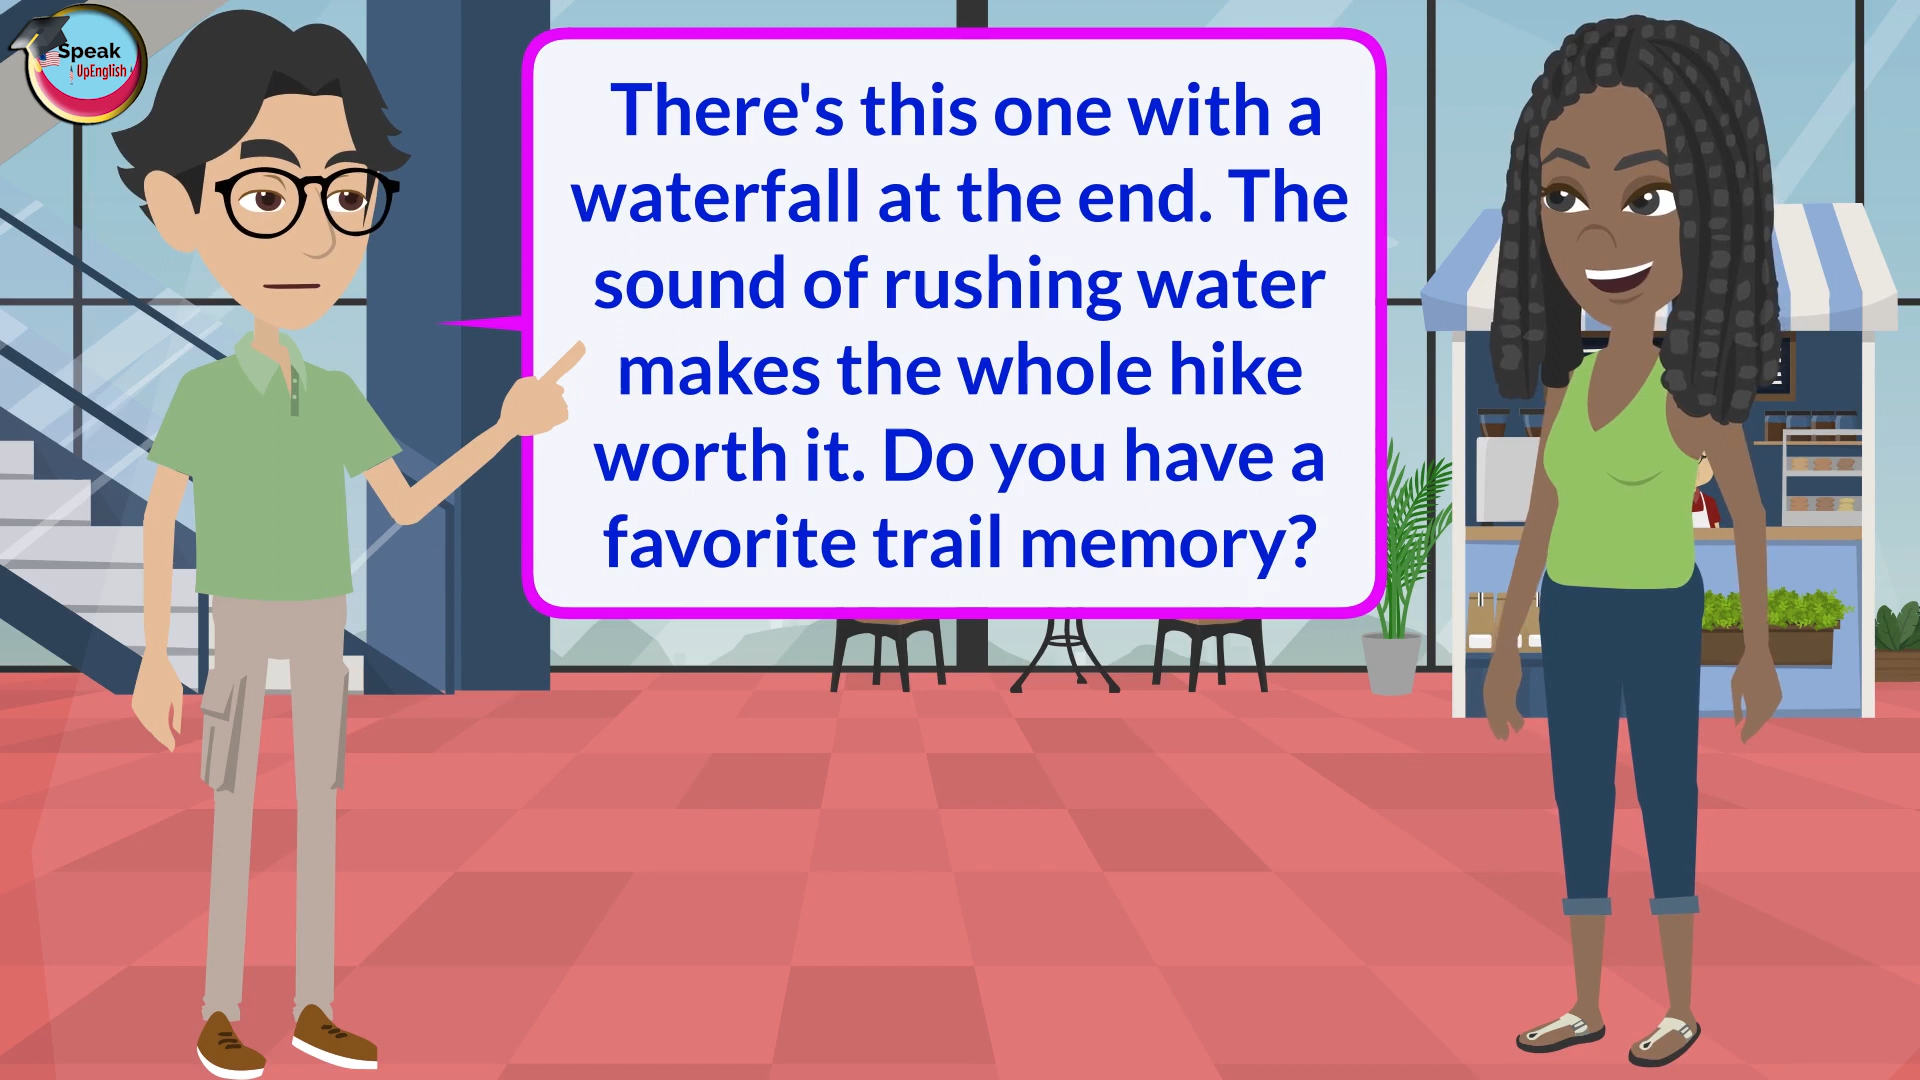 Speak
UpEnglish
There's this one with a
waterfall at the end. The
sound of rushing water
makes the whole hike
worth it. Do you have a
favorite trail memory?